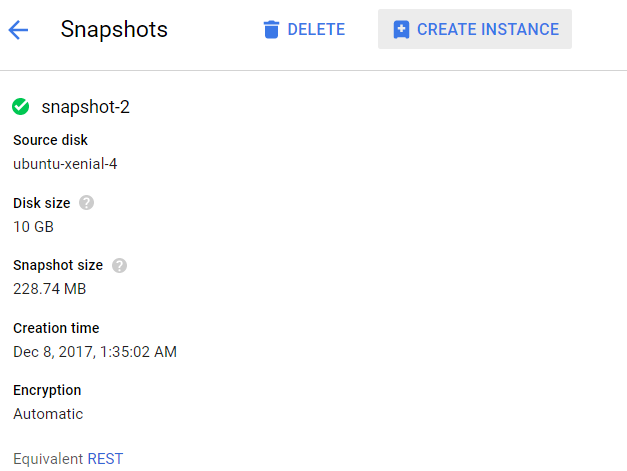 Snapshots DELETE CREATE INSTANCE
snapshot-2
Source disk
ubuntu-xenial-4
Disk size ?
10 GB
Snapshot size ?
228.74 MB
Creation time
Dec 8, 2017, 1:35:02 AM
Encryption
Automatic
Equivalent REST